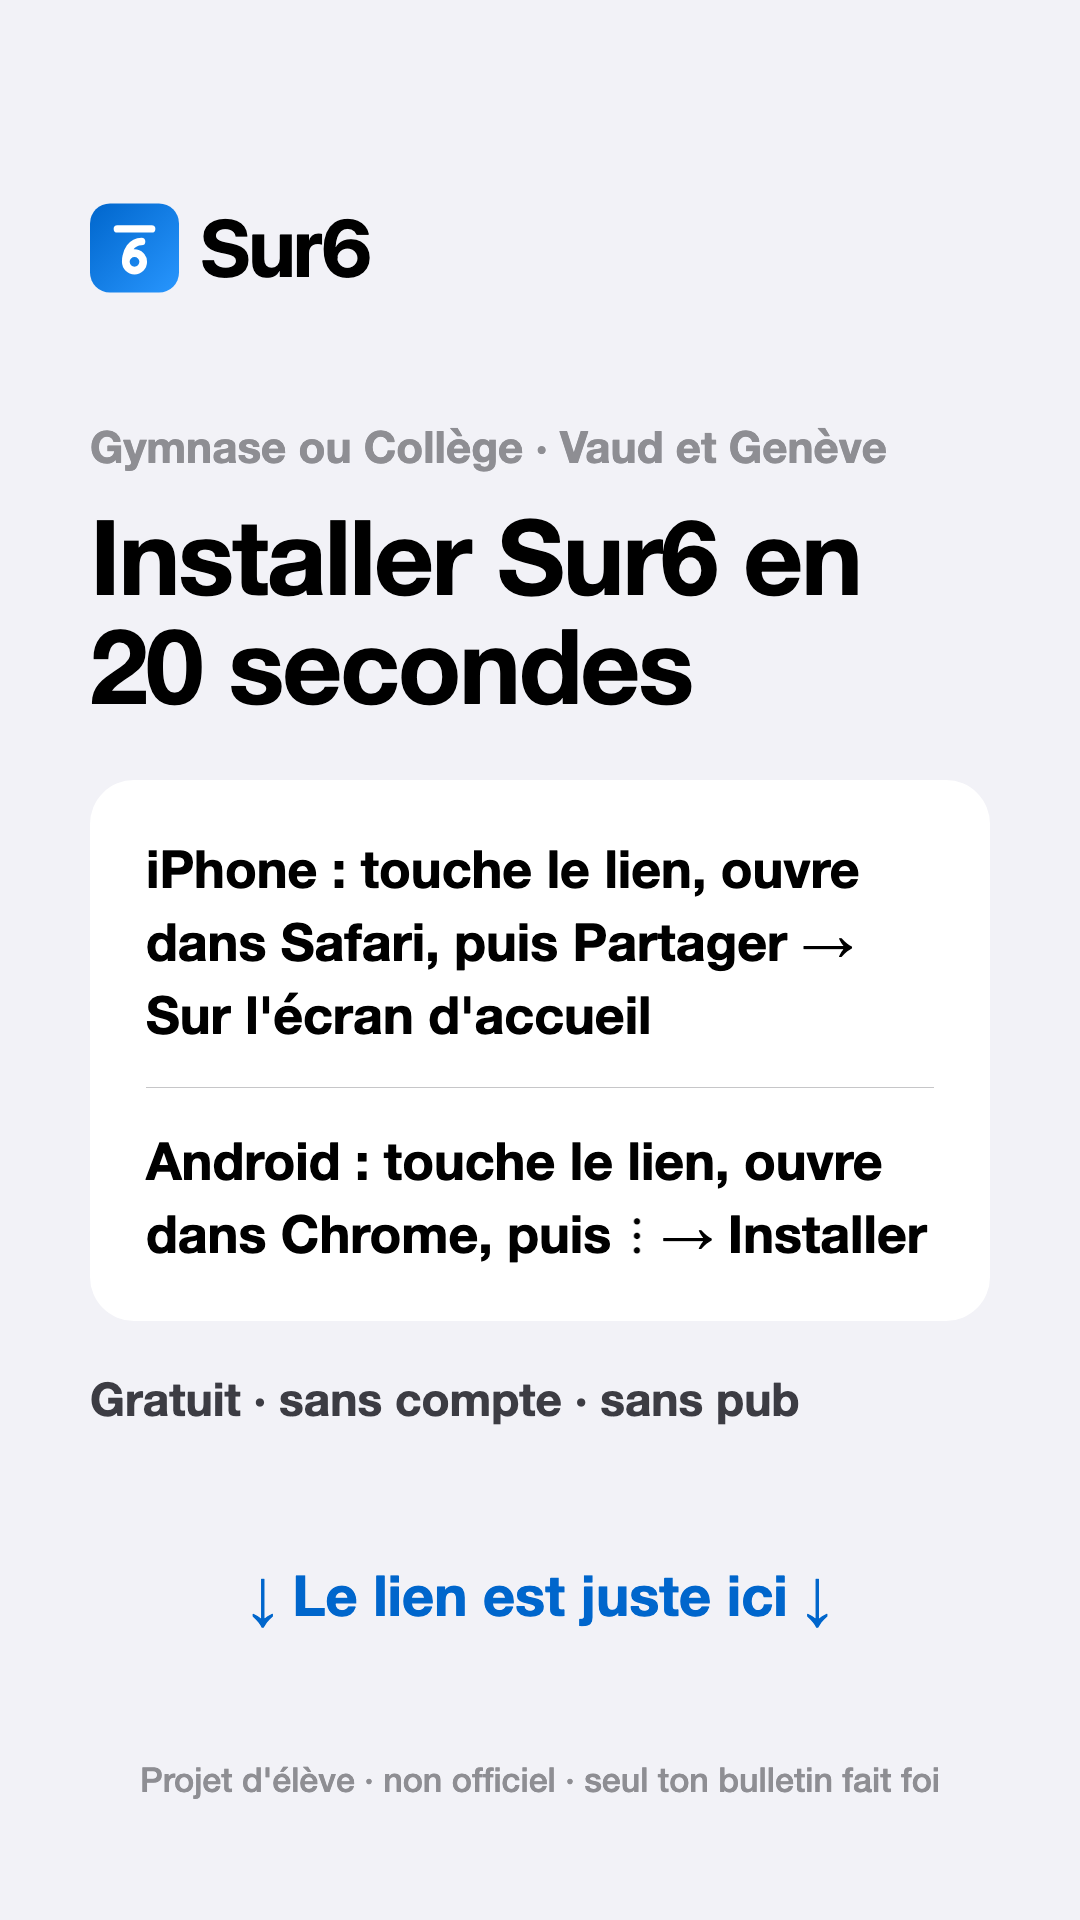 6
Sur6
Gymnase ou Collège · Vaud et Genève
Installer Sur6 en
20 secondes
iPhone : touche le lien, ouvre
dans Safari, puis Partager →
Sur l'écran d'accueil
Android : touche le lien, ouvre
dans Chrome, puis ⋮ → Installer
Gratuit · sans compte · sans pub
↓ Le lien est juste ici ↓
Projet d'élève · non officiel · seul ton bulletin fait foi